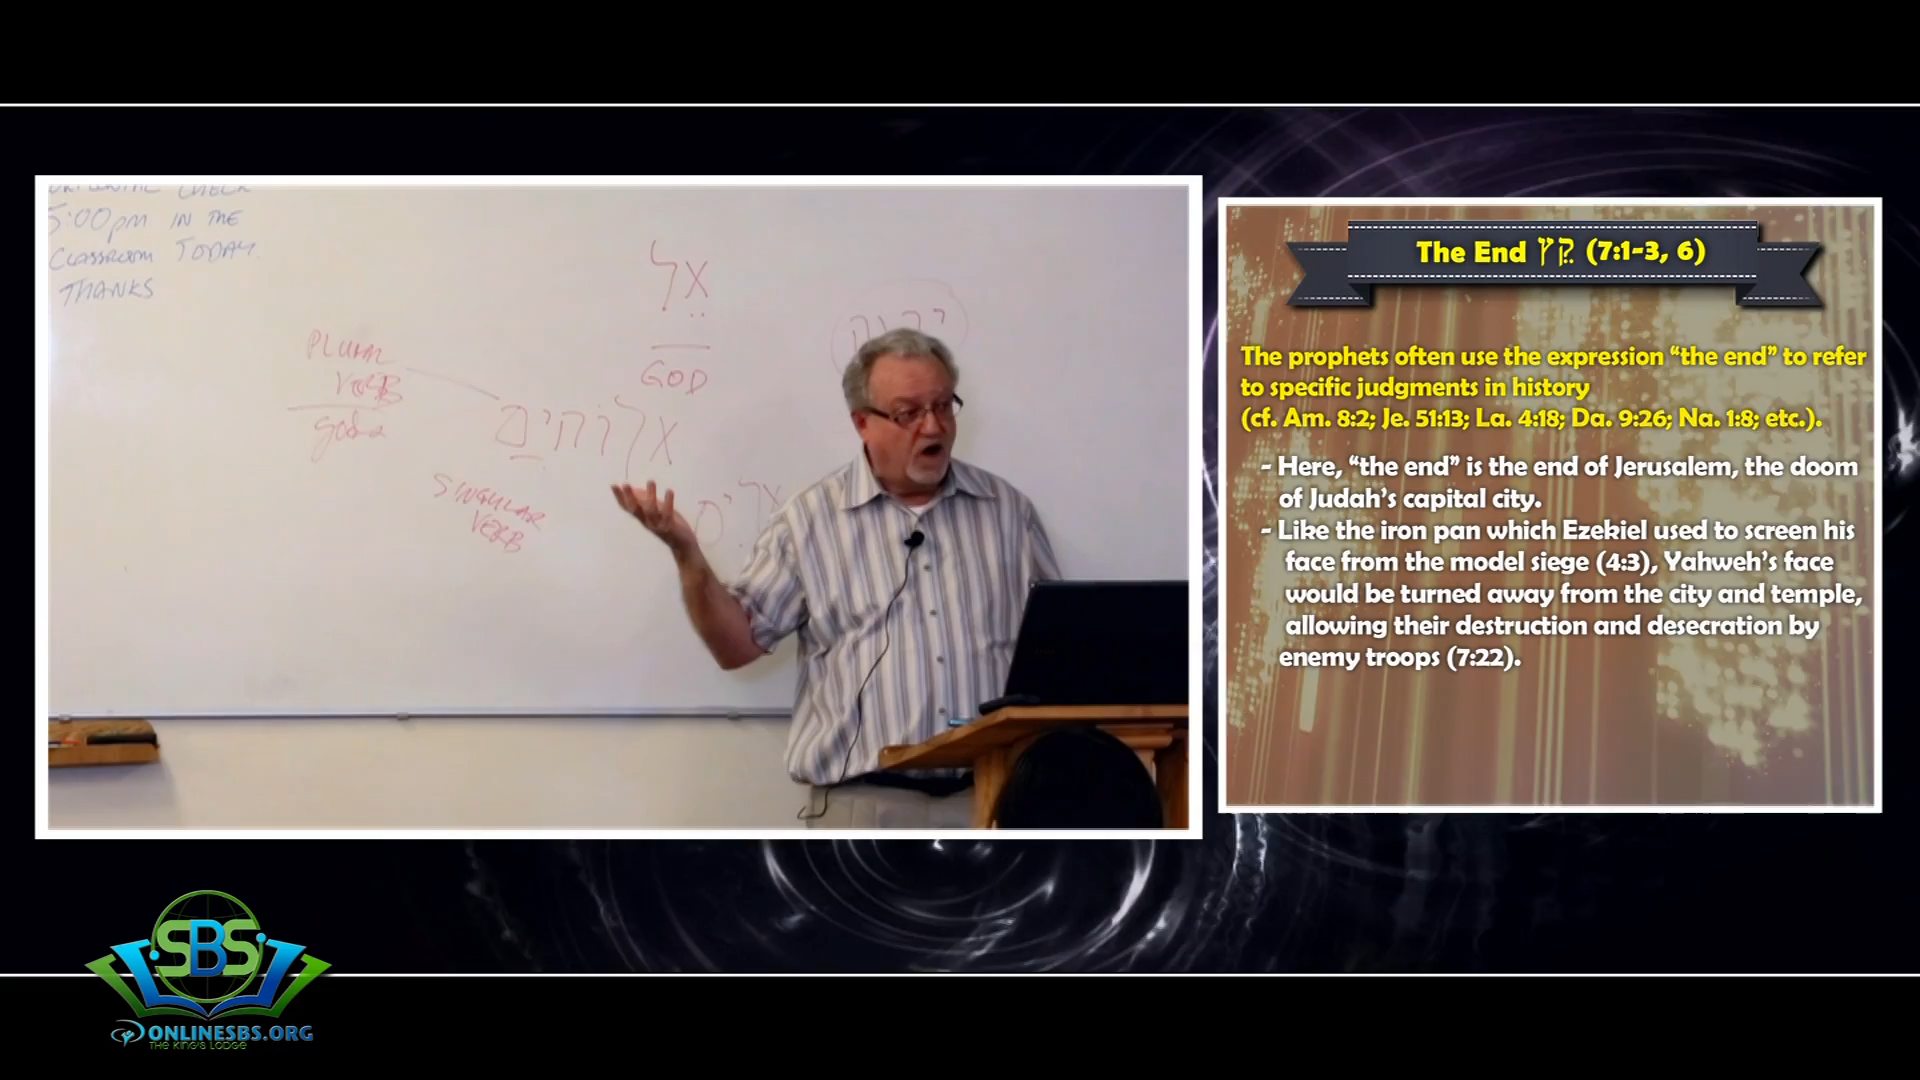 5:00pm IN THE
CLASSROOM TODAY.
THANKS
אל
GOD
PLURAL
VERB
gods
אלוהים
SINGULAR
VERB
The End קֵץ (7:1-3, 6)
The prophets often use the expression “the end” to refer
to specific judgments in history
(cf. Am. 8:2; Je. 51:13; La. 4:18; Da. 9:26; Na. 1:8; etc.).
- Here, “the end” is the end of Jerusalem, the doom
of Judah’s capital city.
- Like the iron pan which Ezekiel used to screen his
face from the model siege (4:3), Yahweh’s face
would be turned away from the city and temple,
allowing their destruction and desecration by
enemy troops (7:22).
SBS
ONLINESBS.ORG
THE KING'S LODGE